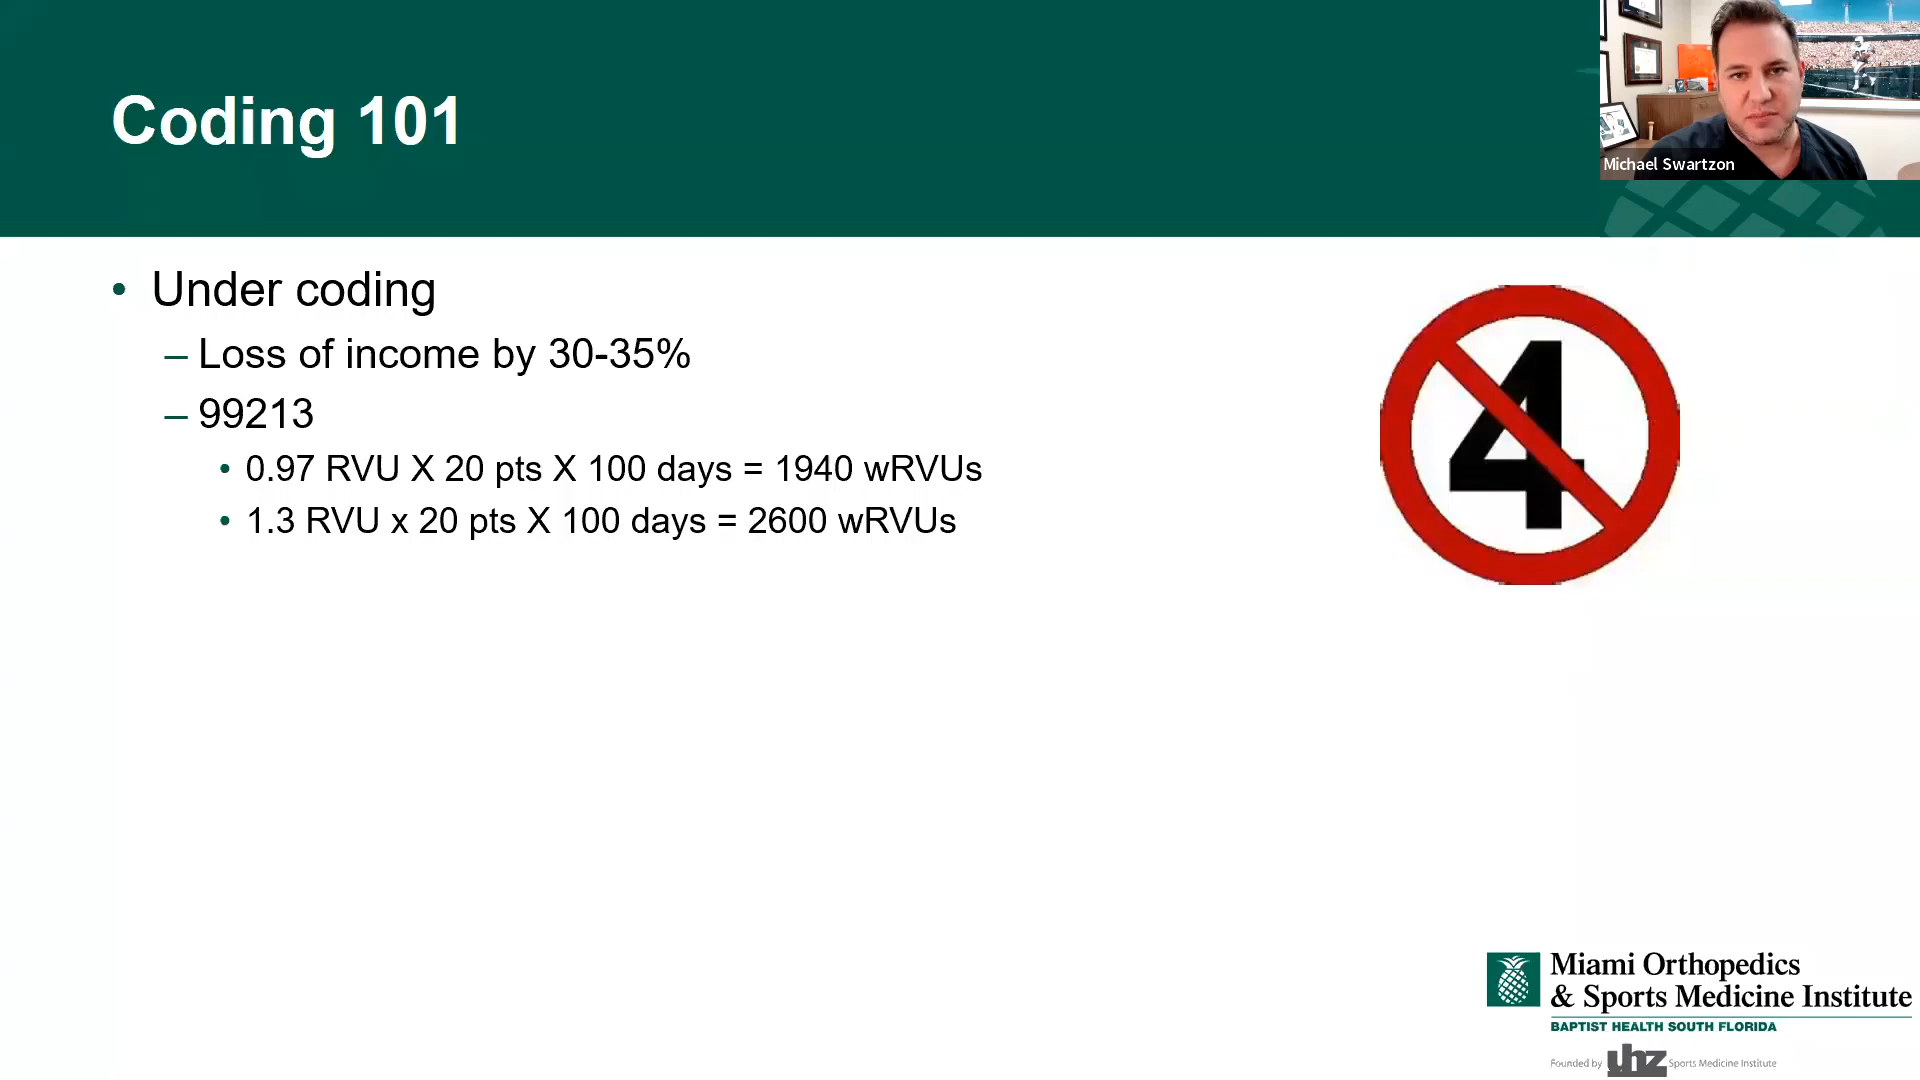 Coding 101
Michael Swartzon
• Under coding
– Loss of income by 30-35%
– 99213
• 0.97 RVU X 20 pts X 100 days = 1940 wRVUs
• 1.3 RVU x 20 pts X 100 days = 2600 wRVUs
4
Miami Orthopedics
& Sports Medicine Institute
BAPTIST HEALTH SOUTH FLORIDA
Founded by uhz Sports Medicine Institute